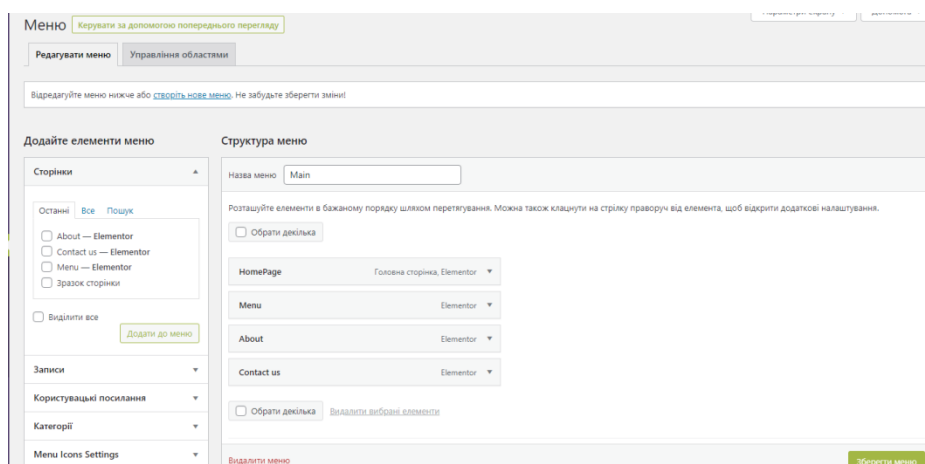 Меню Керувати за допомогою попереднього перегляду
Редагувати меню Управління областями
Відредагуйте меню нижче або створіть нове меню. Не забудьте зберегти зміни!
Додайте елементи меню
Сторінки
Останні Все Пошук
About — Elementor
Contact us — Elementor
Menu — Elementor
Зразок сторінки
Виділити все
Додати до меню
Записи
Користувацькі посилання
Категорії
Menu Icons Settings
Структура меню
Назва меню Main
Розташуйте елементи в бажаному порядку шляхом перетягування. Можна також клацнути на стрілку праворуч від елемента, щоб відкрити додаткові налаштування.
Обрати декілька
HomePage Головна сторінка, Elementor
Menu Elementor
About Elementor
Contact us Elementor
Обрати декілька Видалити вибрані елементи
Видалити меню Зберегти меню